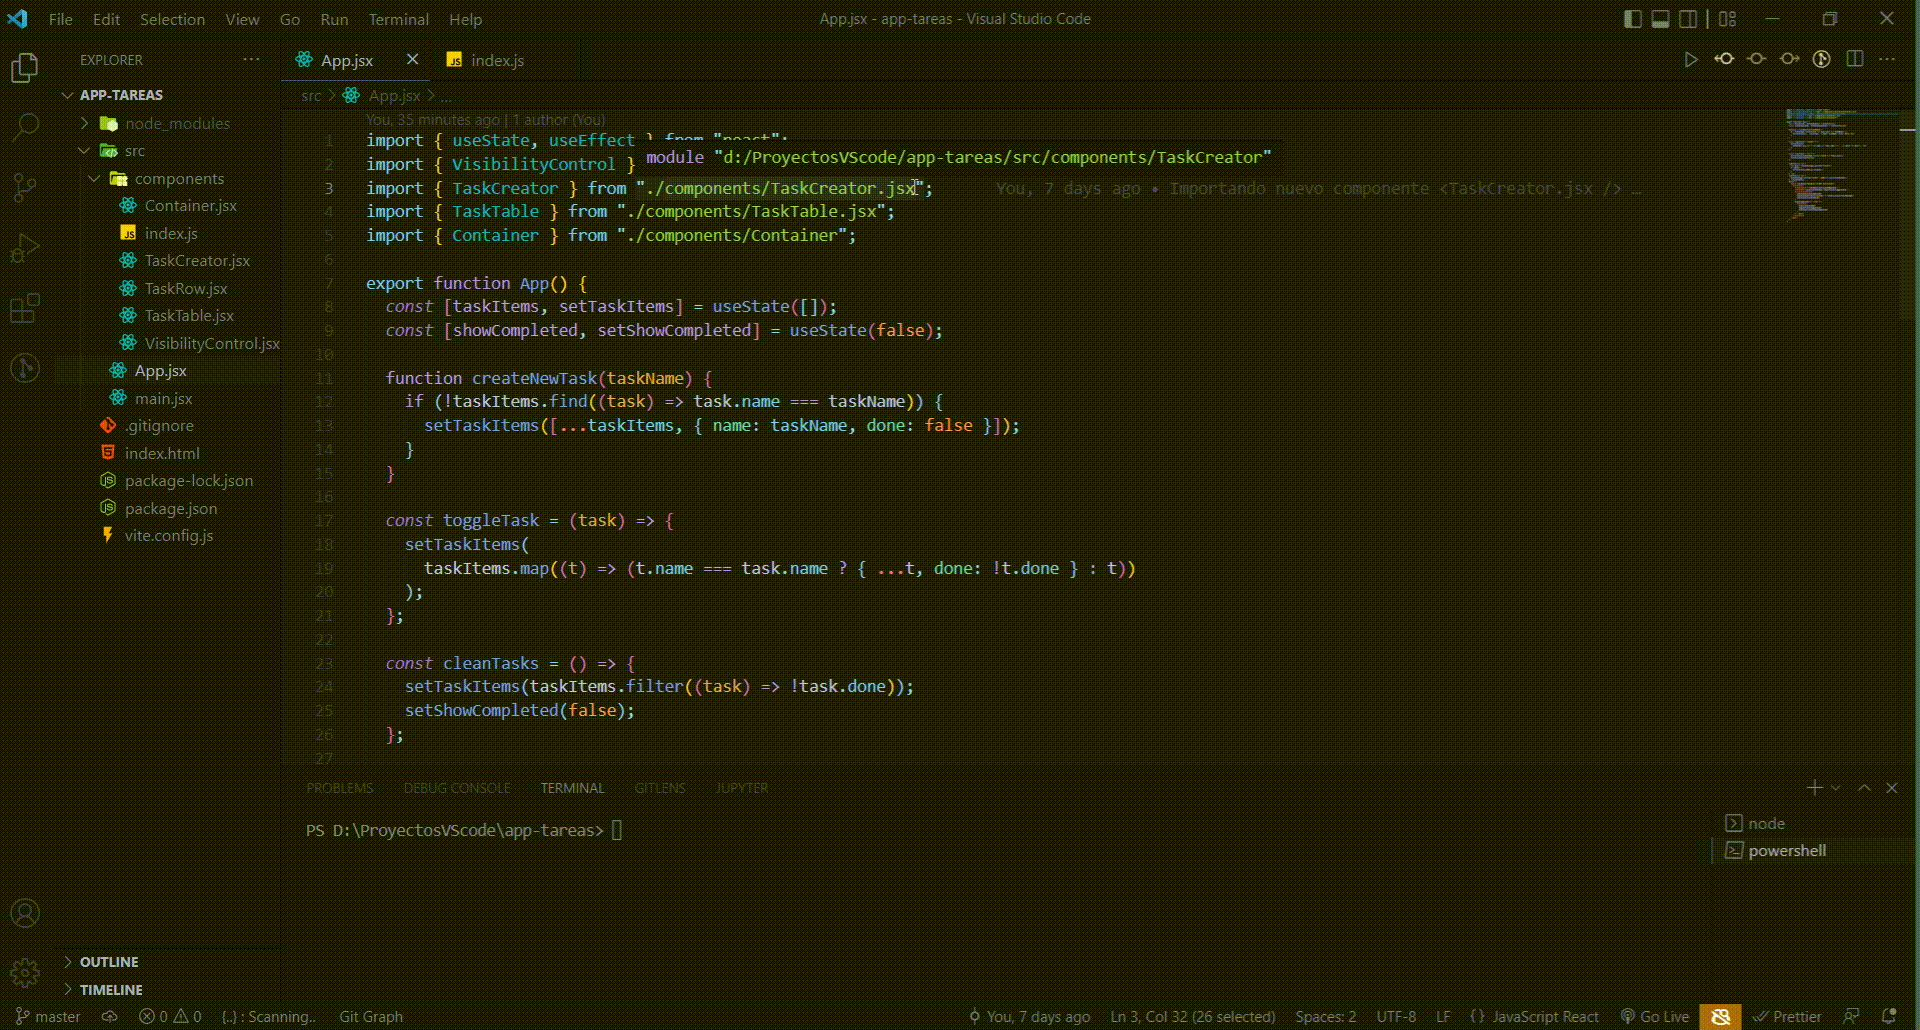 File Edit Selection View Go Run Terminal Help
App.jsx - app-tareas - Visual Studio Code
EXPLORER ···
APP-TAREAS
node_modules
src
components
Container.jsx
JS index.js
TaskCreator.jsx
TaskRow.jsx
TaskTable.jsx
VisibilityControl.jsx
App.jsx
main.jsx
.gitignore
index.html
package-lock.json
package.json
vite.config.js
OUTLINE
TIMELINE
App.jsx
JS index.js
src > App.jsx > ...
You, 35 minutes ago | 1 author (You)
1 import { useState, useEffect } from "react";
2 import { VisibilityControl }
module "d:/ProyectosVScode/app-tareas/src/components/TaskCreator"
3 import { TaskCreator } from "./components/TaskCreator.jsx"; You, 7 days ago • Importando nuevo componente <TaskCreator.jsx /> …
4 import { TaskTable } from "./components/TaskTable.jsx";
5 import { Container } from "./components/Container";
6
7 export function App() {
8 const [taskItems, setTaskItems] = useState([]);
9 const [showCompleted, setShowCompleted] = useState(false);
10
11 function createNewTask(taskName) {
12 if (!taskItems.find((task) => task.name === taskName)) {
13 setTaskItems([...taskItems, { name: taskName, done: false }]);
14 }
15 }
16
17 const toggleTask = (task) => {
18 setTaskItems(
19 taskItems.map((t) => (t.name === task.name ? { ...t, done: !t.done } : t))
20 );
21 };
22
23 const cleanTasks = () => {
24 setTaskItems(taskItems.filter((task) => !task.done));
25 setShowCompleted(false);
26 };
27
PROBLEMS DEBUG CONSOLE TERMINAL GITLENS JUPYTER
PS D:\ProyectosVScode\app-tareas>
node
powershell
master 0 0 {..} : Scanning.. Git Graph You, 7 days ago Ln 3, Col 32 (26 selected) Spaces: 2 UTF-8 LF {} JavaScript React Go Live Prettier